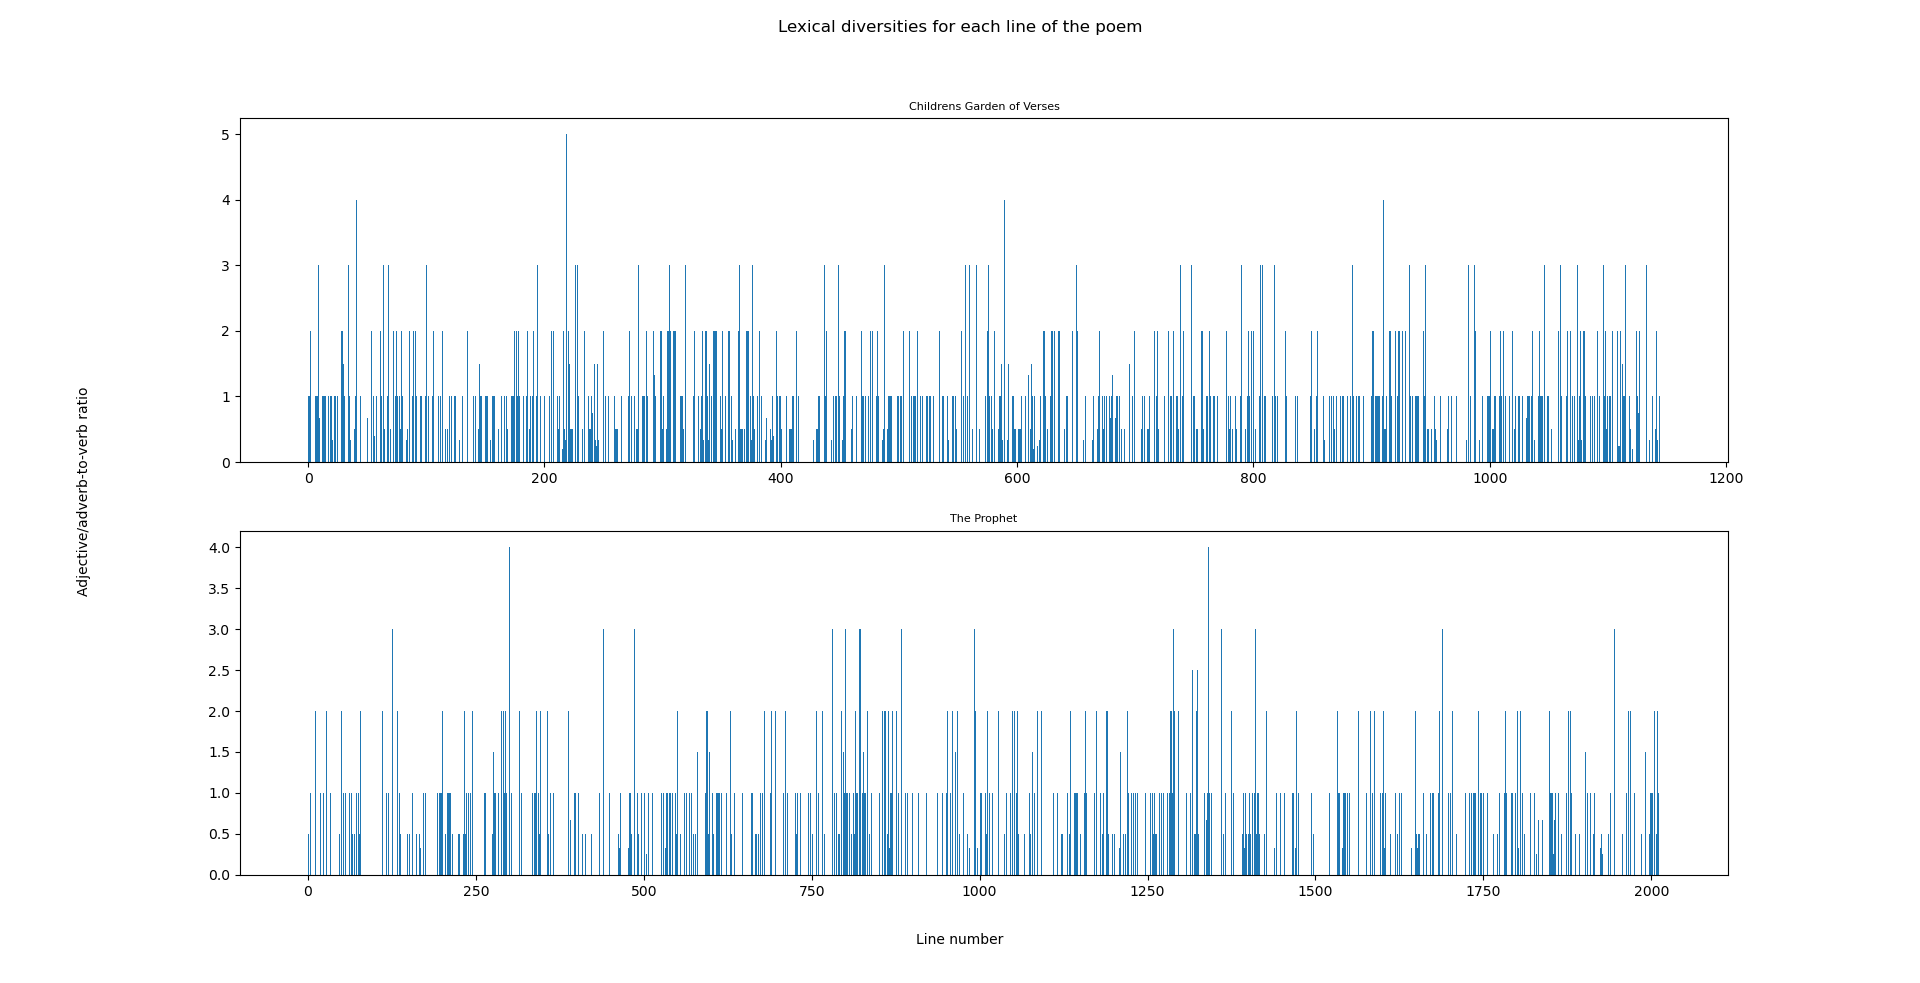 Lexical diversities for each line of the poem
Childrens Garden of Verses
5
4
3
2
1
0
0 200 400 600 800 1000 1200
Adjective/adverb-to-verb ratio
The Prophet
4.0
3.5
3.0
2.5
2.0
1.5
1.0
0.5
0.0
0 250 500 750 1000 1250 1500 1750 2000
Line number